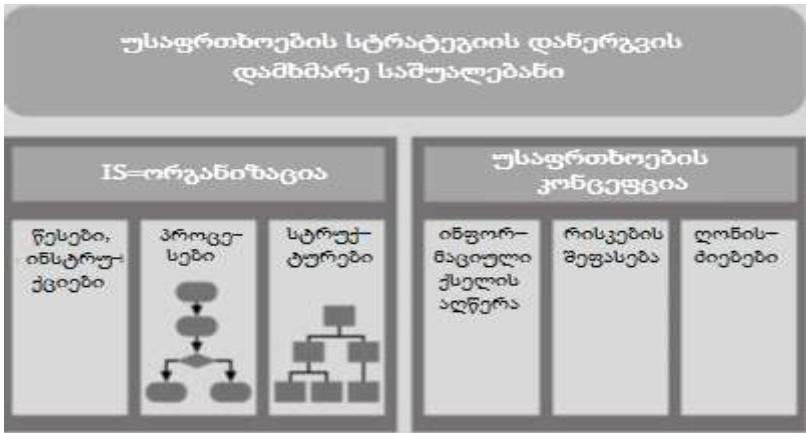 უსაფრთხოების სტრატეგიის დანერგვის
დამხმარე საშუალებანი
IS=ორგანიზაცია
უსაფრთხოების
კონცეფცია
წესები,
ინსტრუ-
ქციები
პროცე-
სები
სტრუქ-
ტურები
ინფორ-
მაციული
ქსელის
აღწერა
რისკების
შეფასება
ღონის-
ძიებები